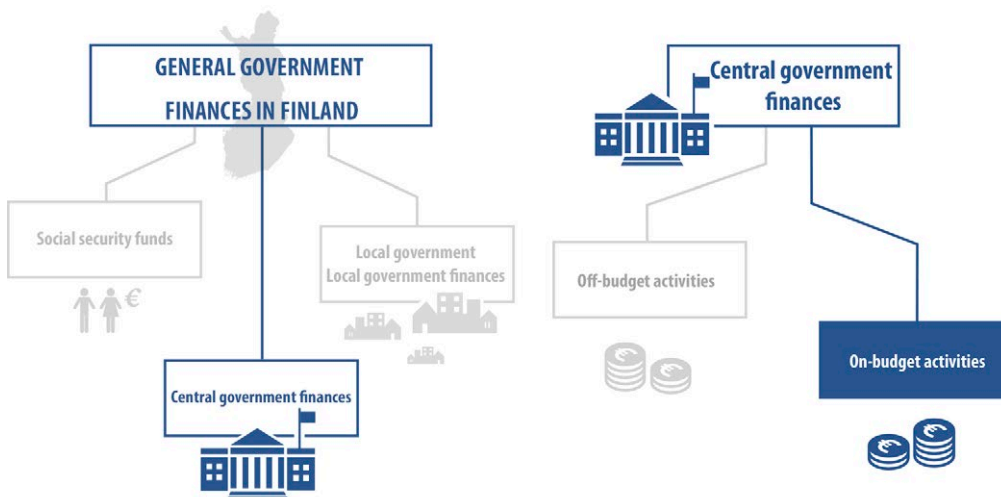 GENERAL GOVERNMENT
FINANCES IN FINLAND
Social security funds
€
Local government
Local government finances
Central government finances
Central government
finances
Off-budget activities
€
€
On-budget activities
€
€